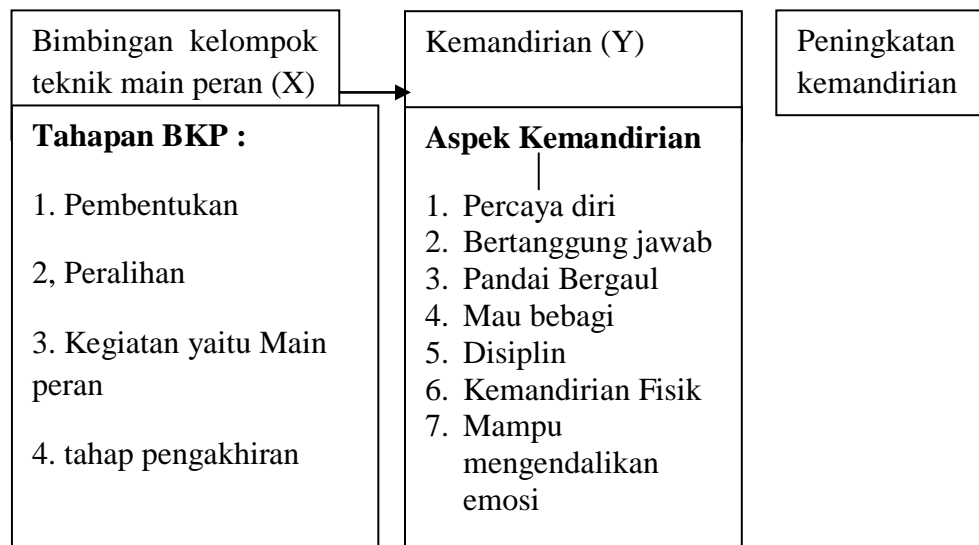 Bimbingan kelompok
teknik main peran (X)
Tahapan BKP :
1. Pembentukan
2, Peralihan
3. Kegiatan yaitu Main
peran
4. tahap pengakhiran
Kemandirian (Y)
Aspek Kemandirian
1. Percaya diri
2. Bertanggung jawab
3. Pandai Bergaul
4. Mau bebagi
5. Disiplin
6. Kemandirian Fisik
7. Mampu
mengendalikan
emosi
Peningkatan
kemandirian